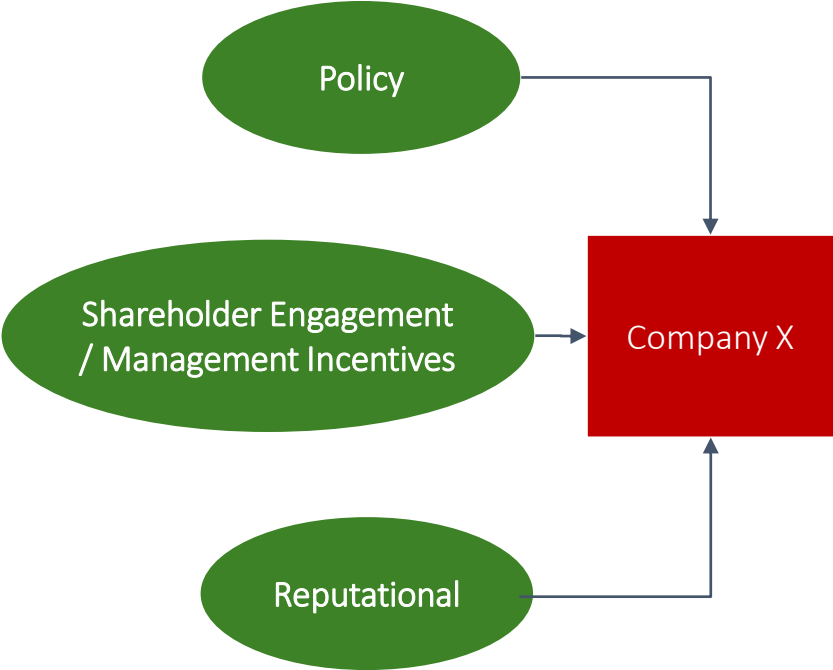 Policy
Shareholder Engagement
/ Management Incentives
Company X
Reputational